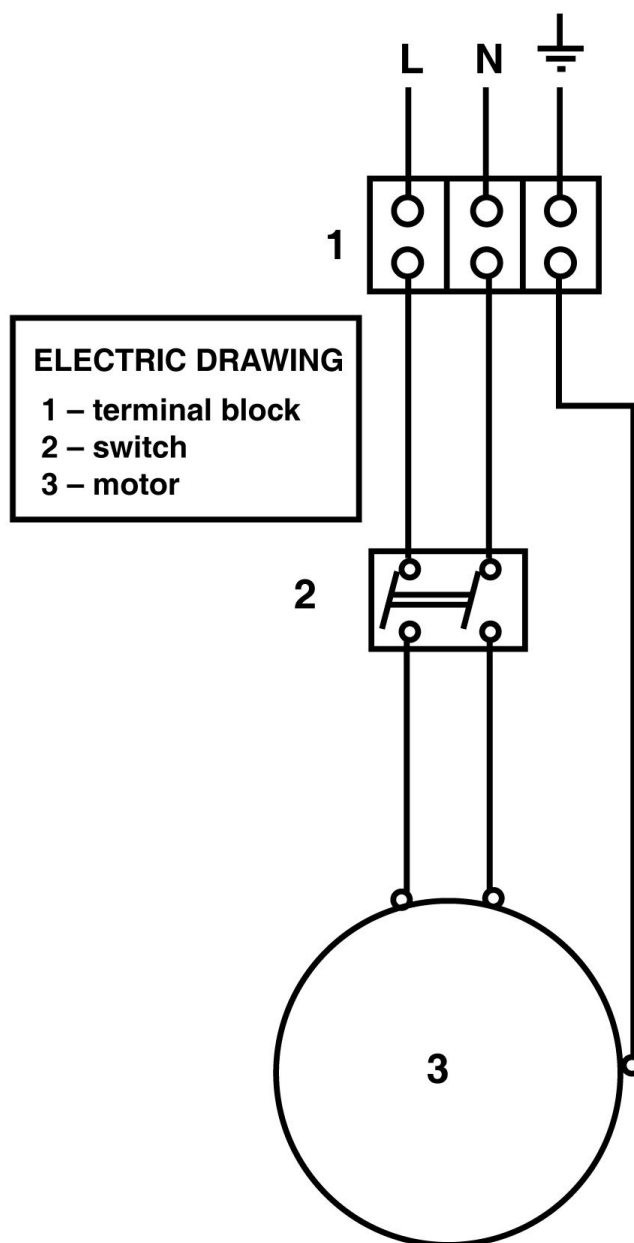 L N
1
ELECTRIC DRAWING
1 – terminal block
2 – switch
3 – motor
2
3